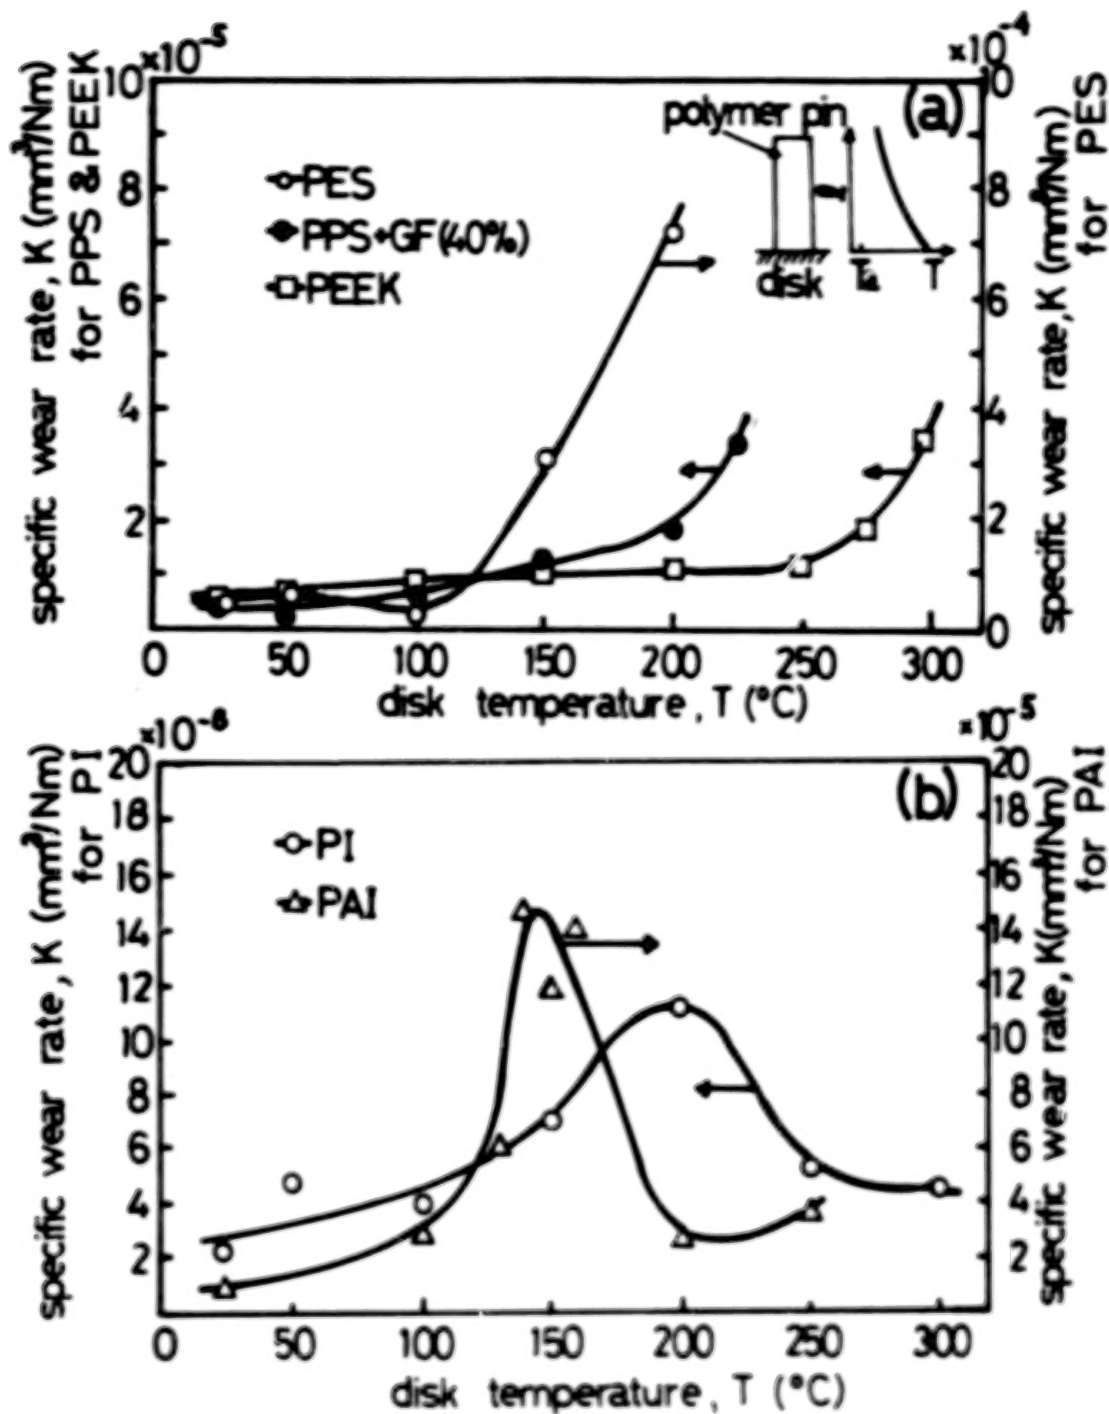 ×10⁻⁵
×10⁻⁴
specific wear rate, K (mm³/Nm)
for PPS & PEEK
10
8
6
4
2
0
(a)
polymer pin
disk
T
PES
PPS+GF(40%)
PEEK
10
8
6
4
2
0
specific wear rate, K (mm³/Nm)
for PES
0 50 100 150 200 250 300
disk temperature, T (°C)
×10⁻⁵
specific wear rate, K (mm³/Nm)
for PI
20
18
16
14
12
10
8
6
4
2
(b)
PI
PAI
20
18
16
14
12
10
8
6
4
2
specific wear rate, K (mm³/Nm)
for PAI
0 50 100 150 200 250 300
disk temperature, T (°C)